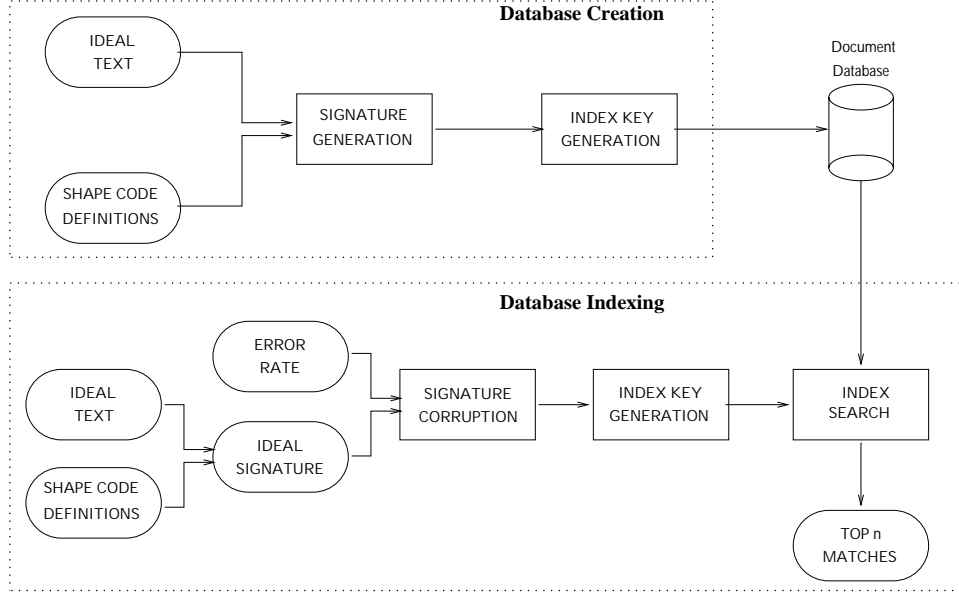 Database Creation
IDEAL
TEXT
SHAPE CODE
DEFINITIONS
SIGNATURE
GENERATION
INDEX KEY
GENERATION
Document
Database
Database Indexing
ERROR
RATE
IDEAL
TEXT
SHAPE CODE
DEFINITIONS
IDEAL
SIGNATURE
SIGNATURE
CORRUPTION
INDEX KEY
GENERATION
INDEX
SEARCH
TOP n
MATCHES